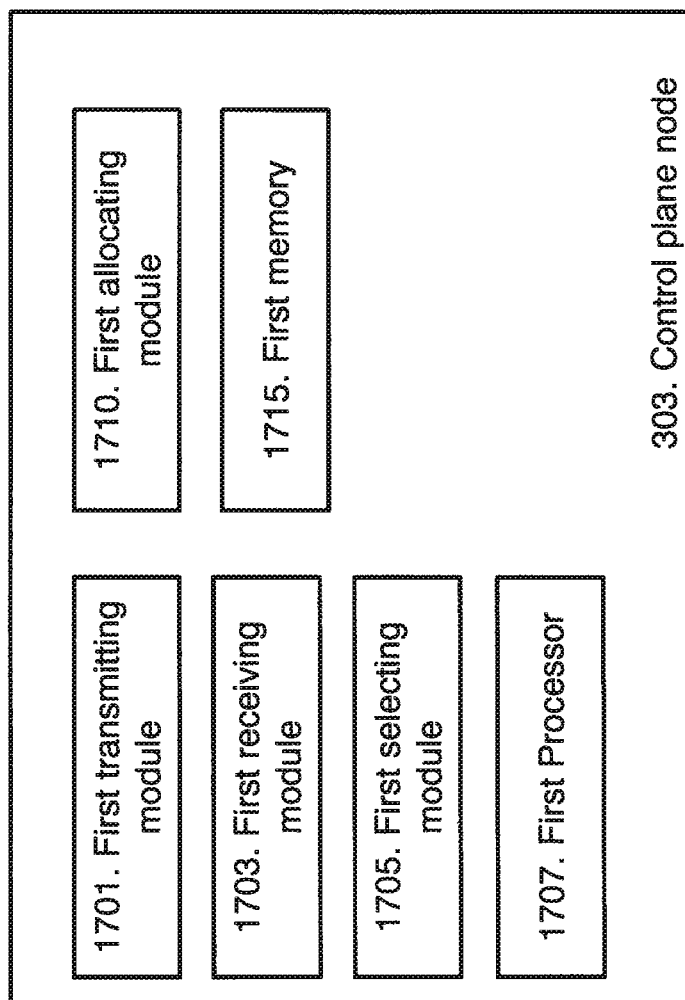 1701. First transmitting
module
1703. First receiving
module
1705. First selecting
module
1707. First Processor
1710. First allocating
module
1715. First memory
303. Control plane node